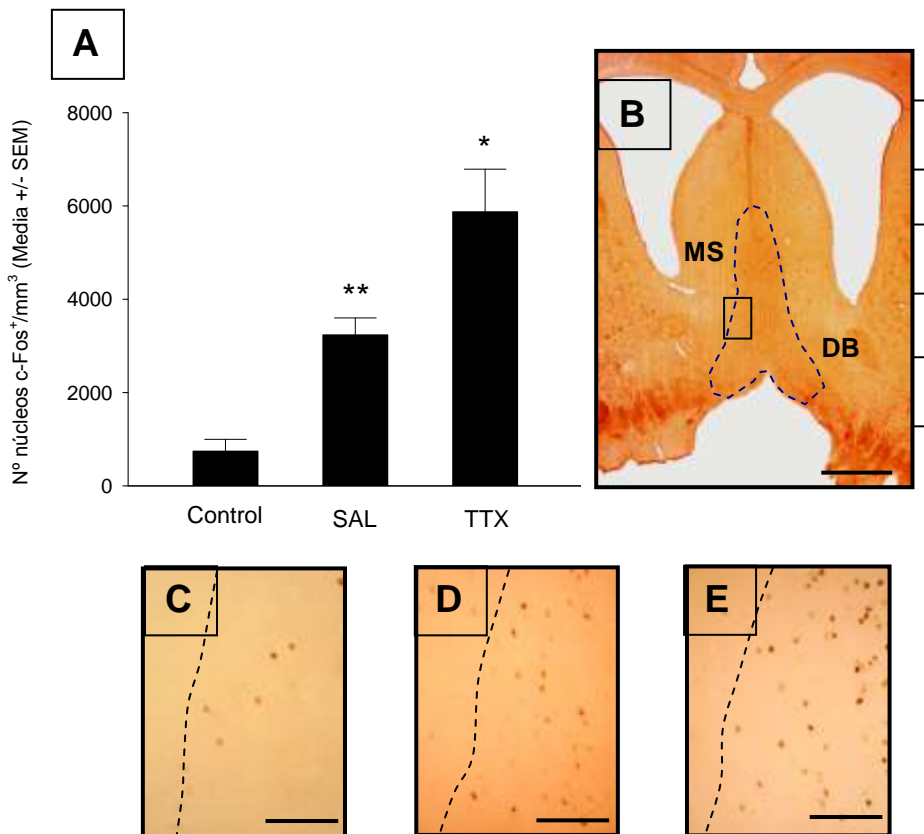 A
Nº núcleos c-Fos⁺/mm³ (Media +/- SEM)
8000
6000
4000
2000
0
**
*
Control
SAL
TTX
B
MS
DB
C
D
E